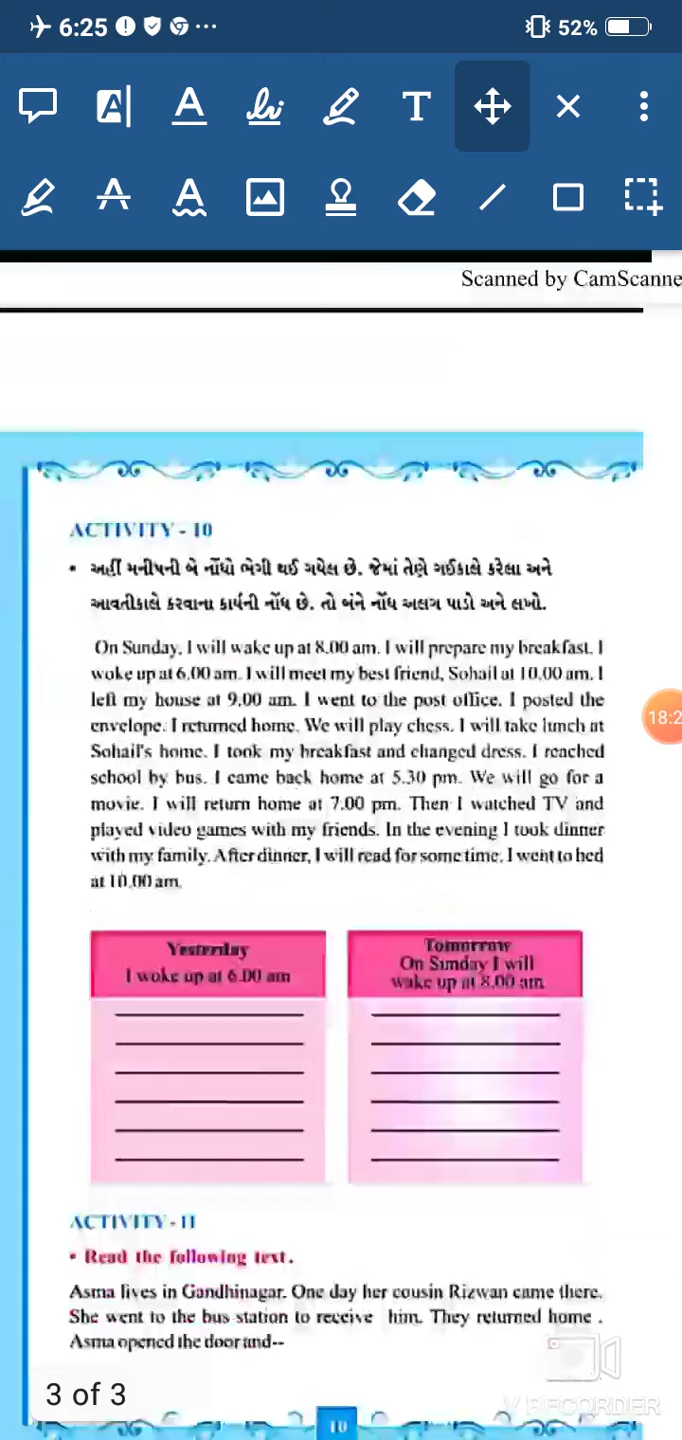 6:25
52%
Scanned by CamScanne
ACTIVITY - 10
• અહીં મનીષની બે નોંધો ભેગી થઈ ગયેલ છે. જેમાં તેણે ગઈકાલે કરેલા અને
આવતીકાલે કરવાના કાર્યની નોંધ છે. તો બંને નોંધ અલગ પાડો અને લખો.
On Sunday, I will wake up at 8.00 am. I will prepare my breakfast. I
woke up at 6.00 am. I will meet my best friend, Sohail at 10.00 am. I
left my house at 9.00 am. I went to the post office. I posted the
envelope. I returned home. We will play chess. I will take lunch at
Sohail's home. I took my breakfast and changed dress. I reached
school by bus. I came back home at 5.30 pm. We will go for a
movie. I will return home at 7.00 pm. Then I watched TV and
played video games with my friends. In the evening I took dinner
with my family. After dinner, I will read for some time. I went to bed
at 10.00 am.
18:2
Yesterday
I woke up at 6.00 am
Tomorrow
On Sunday I will
wake up at 8.00 am
ACTIVITY - 11
• Read the following text.
Asma lives in Gandhinagar. One day her cousin Rizwan came there.
She went to the bus station to receive him. They returned home .
Asma opened the door and--
3 of 3
V RECORDER
10